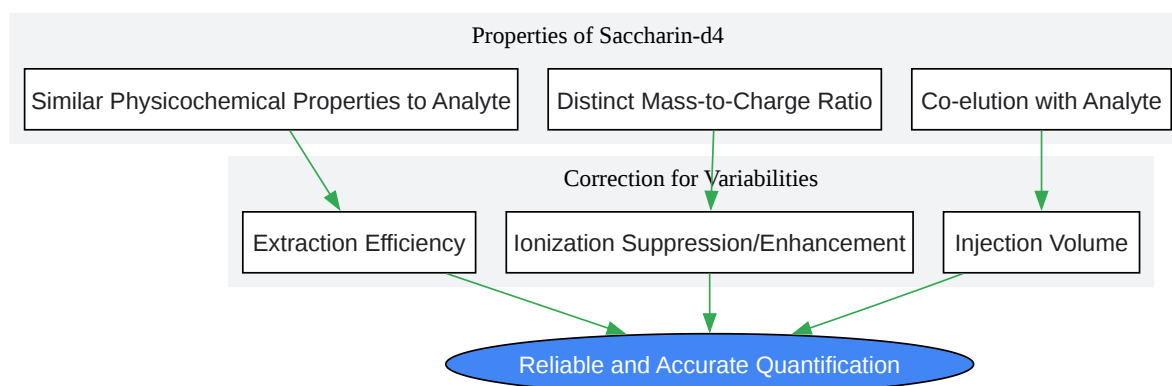 Properties of Saccharin-d4
Similar Physicochemical Properties to Analyte
Distinct Mass-to-Charge Ratio
Co-elution with Analyte
Correction for Variabilities
Extraction Efficiency
Ionization Suppression/Enhancement
Injection Volume
Reliable and Accurate Quantification